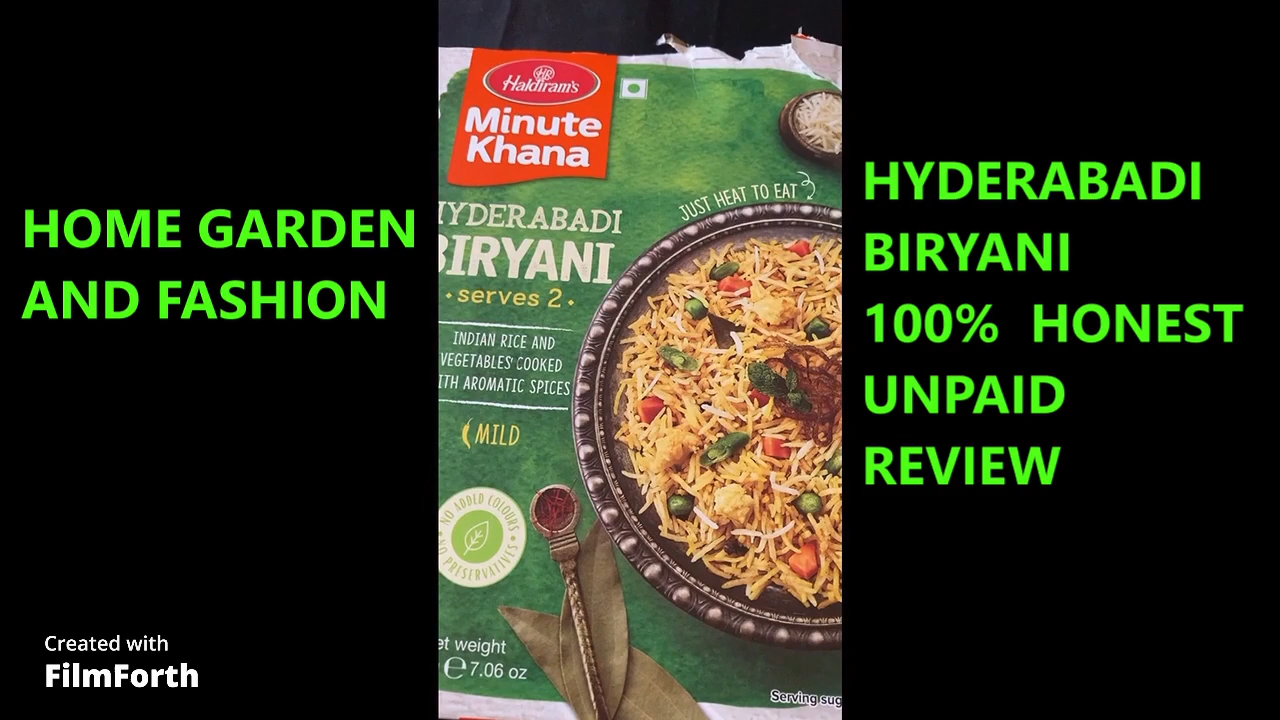 HOME GARDEN
AND FASHION
Haldiram's
Minute
Khana
JUST HEAT TO EAT
HYDERABADI
BIRYANI
serves 2
INDIAN RICE AND
VEGETABLES COOKED
WITH AROMATIC SPICES
MILD
NO ADDED COLOURS
NO PRESERVATIVES
et weight
e 7.06 oz
Serving sug
HYDERABADI
BIRYANI
100% HONEST
UNPAID
REVIEW
Created with
FilmForth